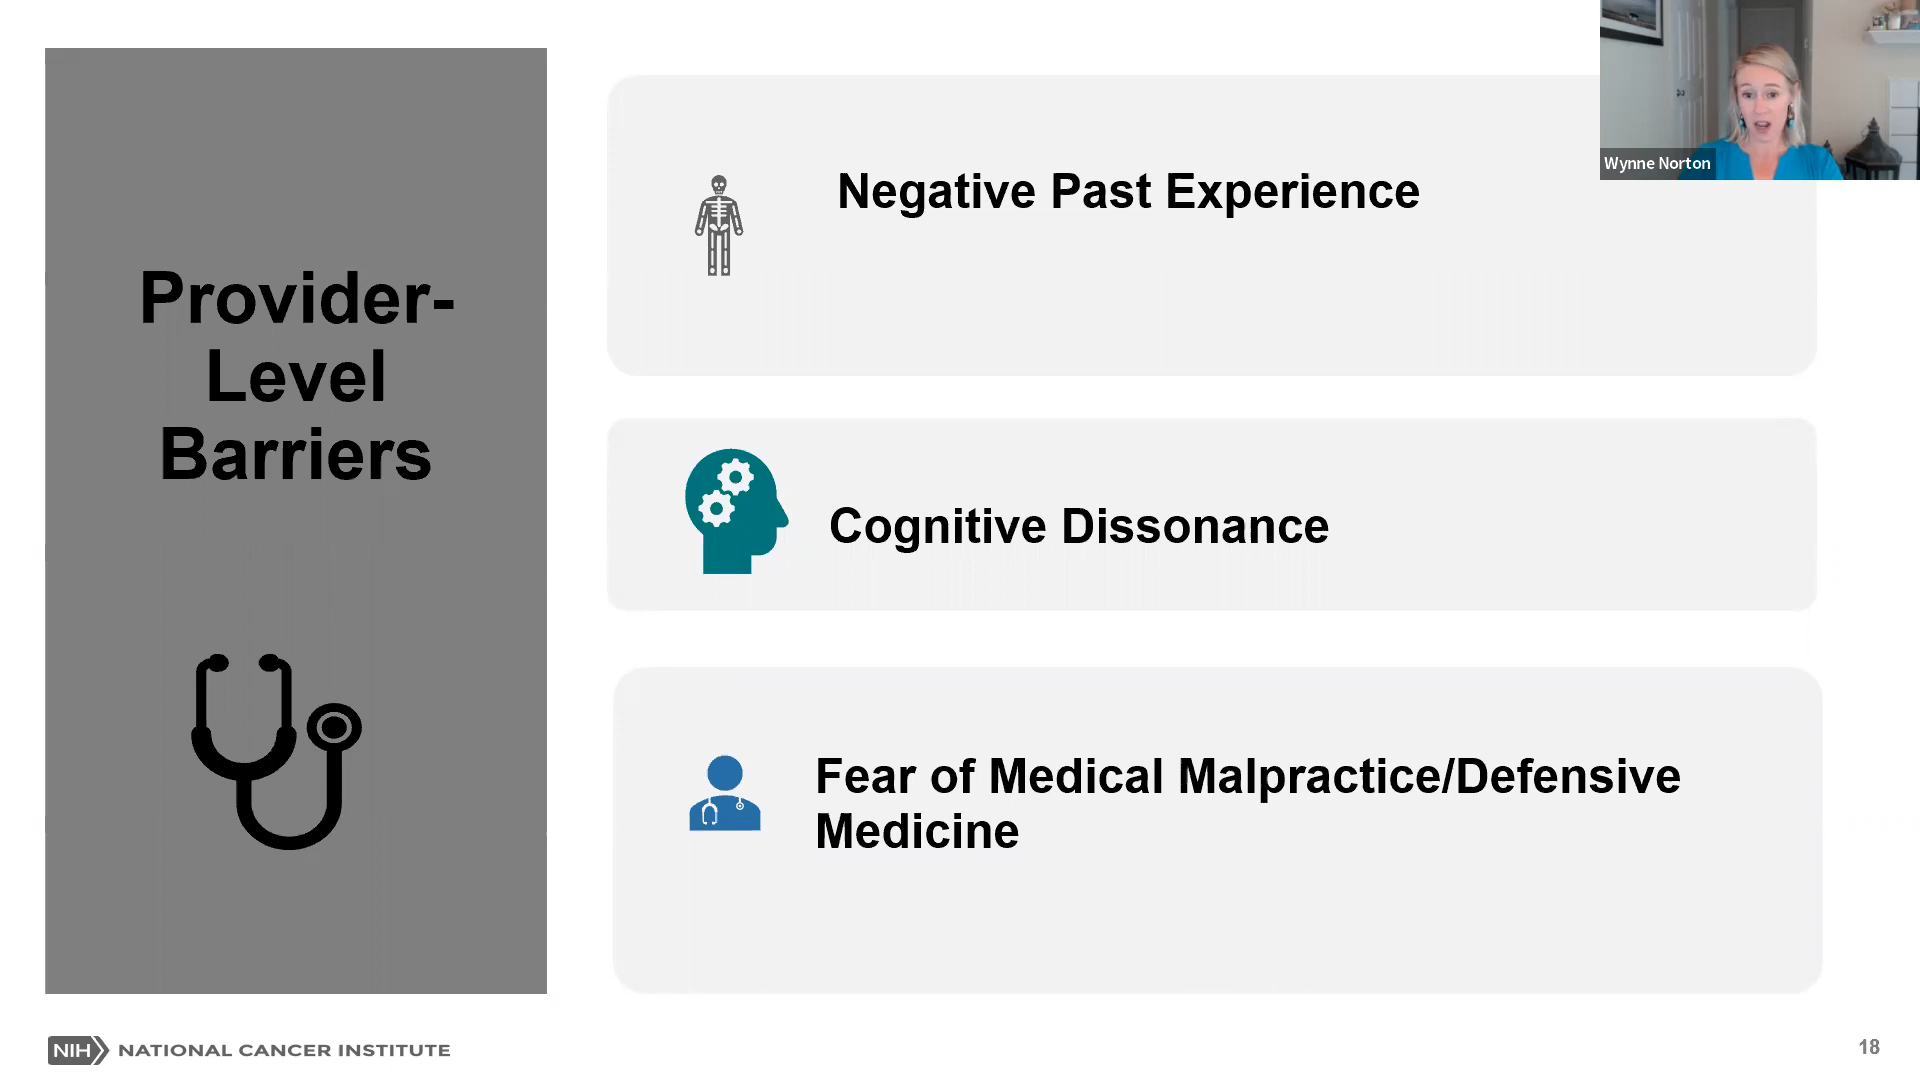 Provider-
Level
Barriers
Negative Past Experience
Cognitive Dissonance
Fear of Medical Malpractice/Defensive
Medicine
Wynne Norton
NIH NATIONAL CANCER INSTITUTE
18